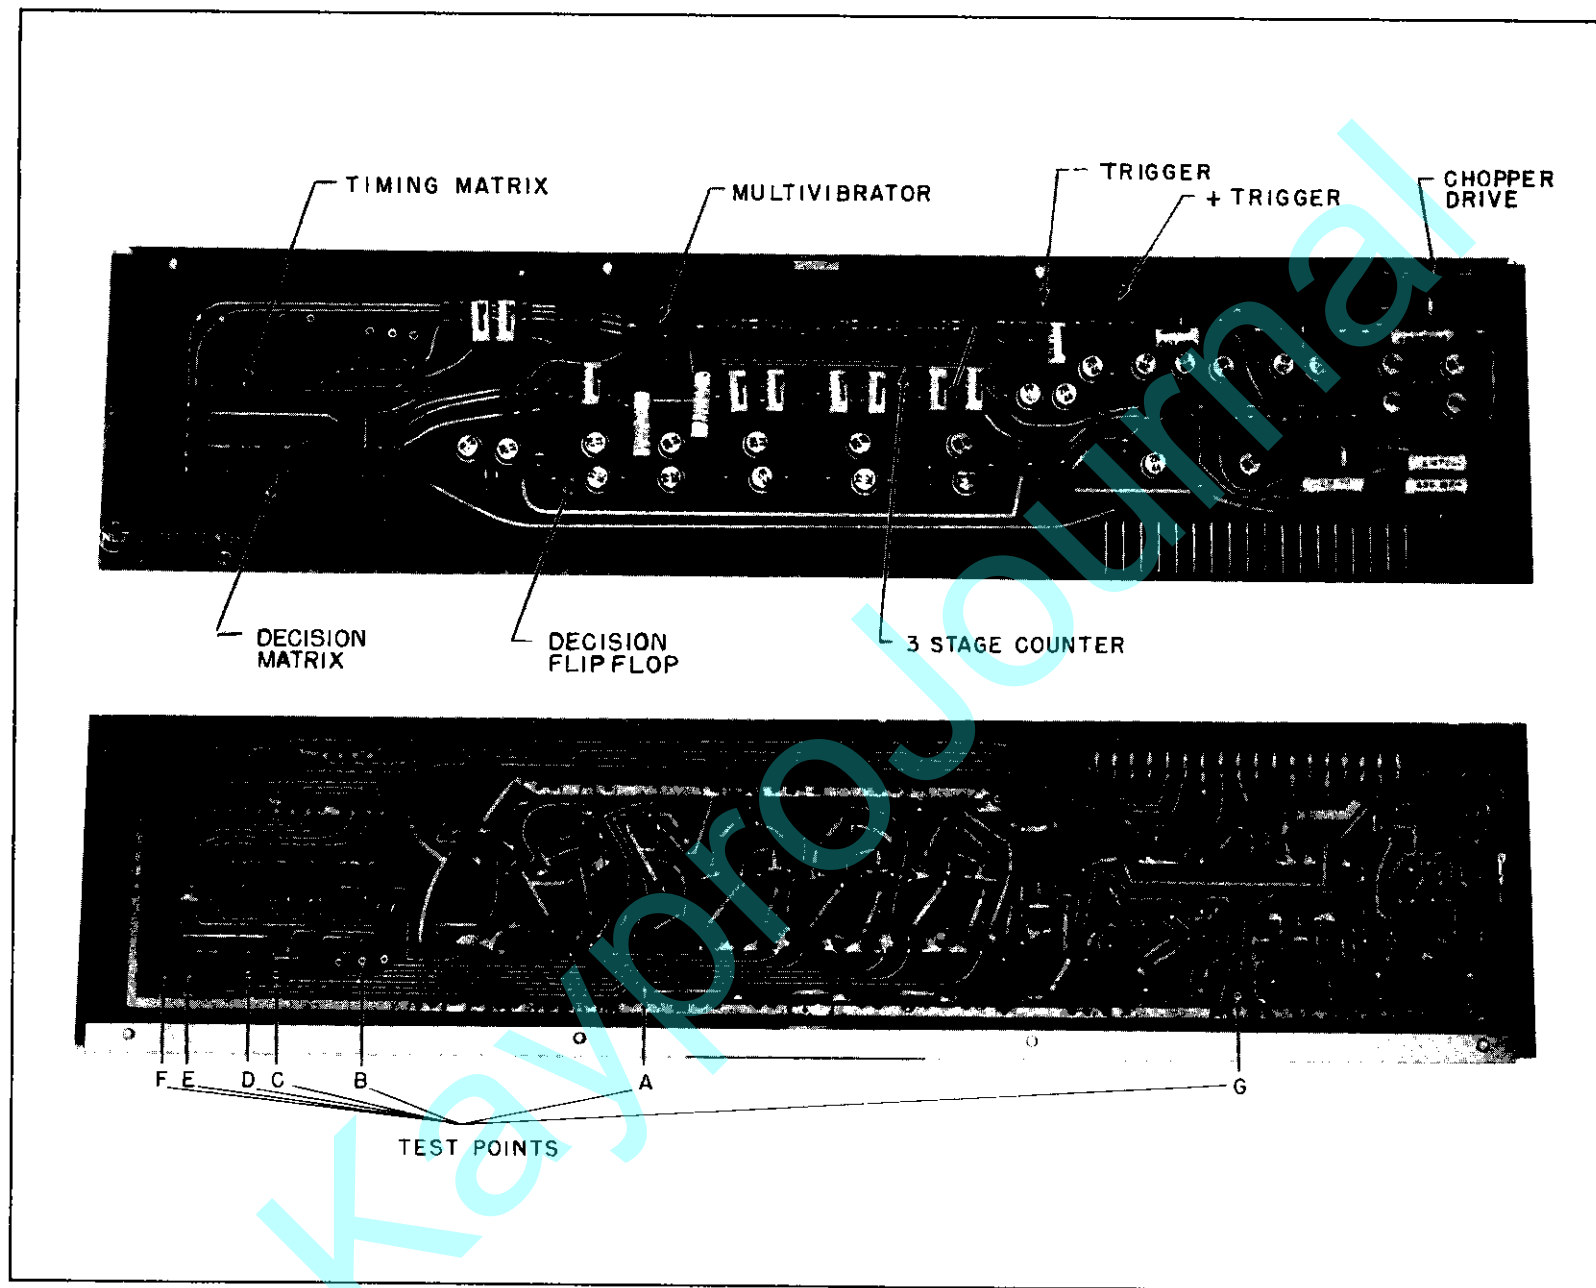 TIMING MATRIX
MULTIVIBRATOR
- TRIGGER
+ TRIGGER
CHOPPER
DRIVE
DECISION
MATRIX
DECISION
FLIP FLOP
3 STAGE COUNTER
F E D C B A G
TEST POINTS
KayproJournal